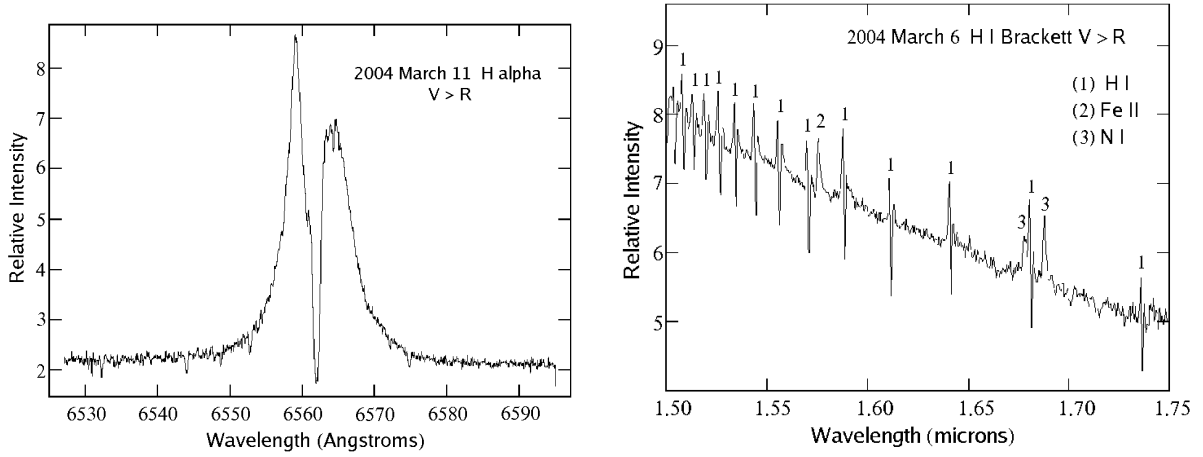 2004 March 11 H alpha
V > R
8
7
6
5
4
3
2
Relative Intensity
6530 6540 6550 6560 6570 6580 6590
Wavelength (Angstroms)
2004 March 6 H I Brackett V > R
(1) H I
(2) Fe II
(3) N I
1 1 1 1 1 1 1 1 2 1 1 1 3 1 3 1
9
8
7
6
5
Relative Intensity
1.50 1.55 1.60 1.65 1.70 1.75
Wavelength (microns)